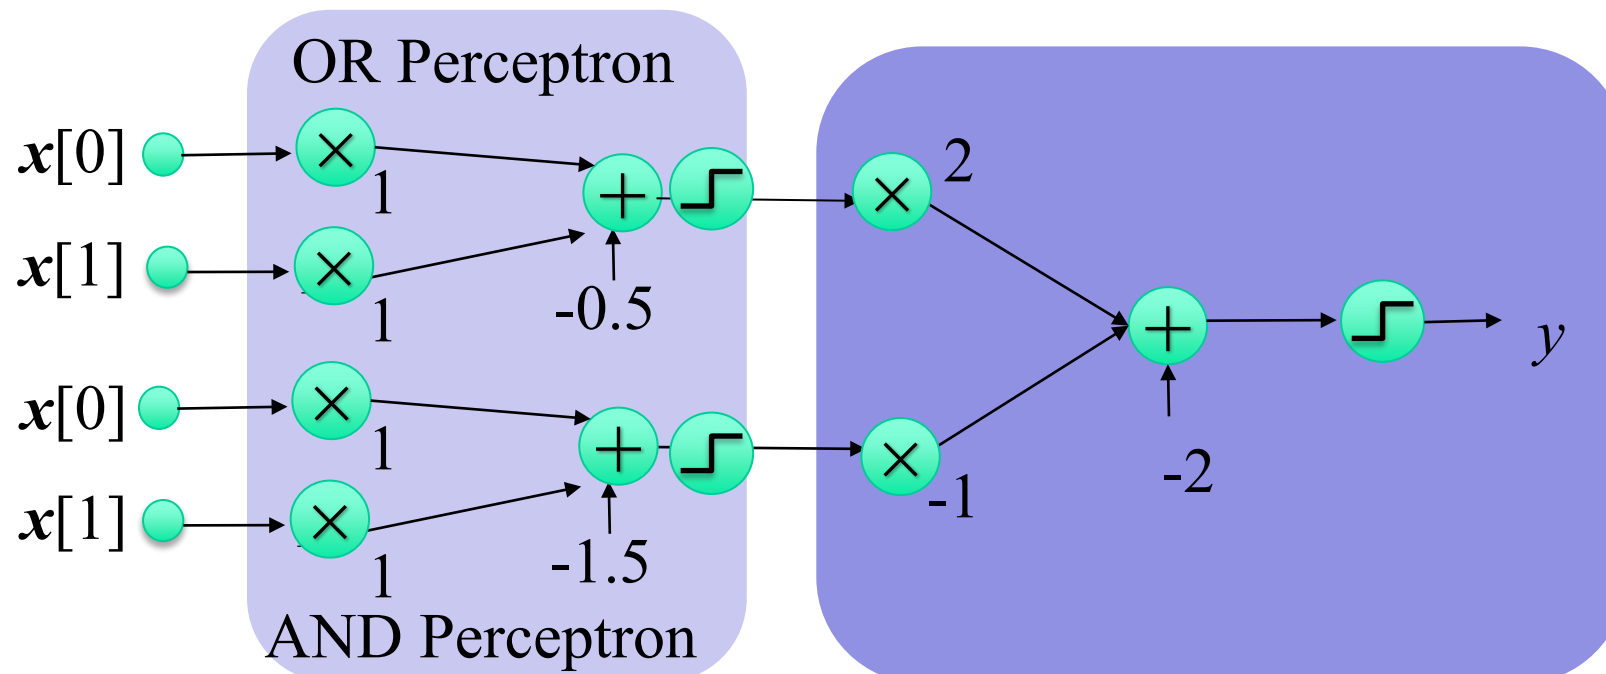 OR Perceptron
x[0]
1
2
x[1]
1
-0.5
y
x[0]
1
-1
-2
x[1]
1
-1.5
AND Perceptron